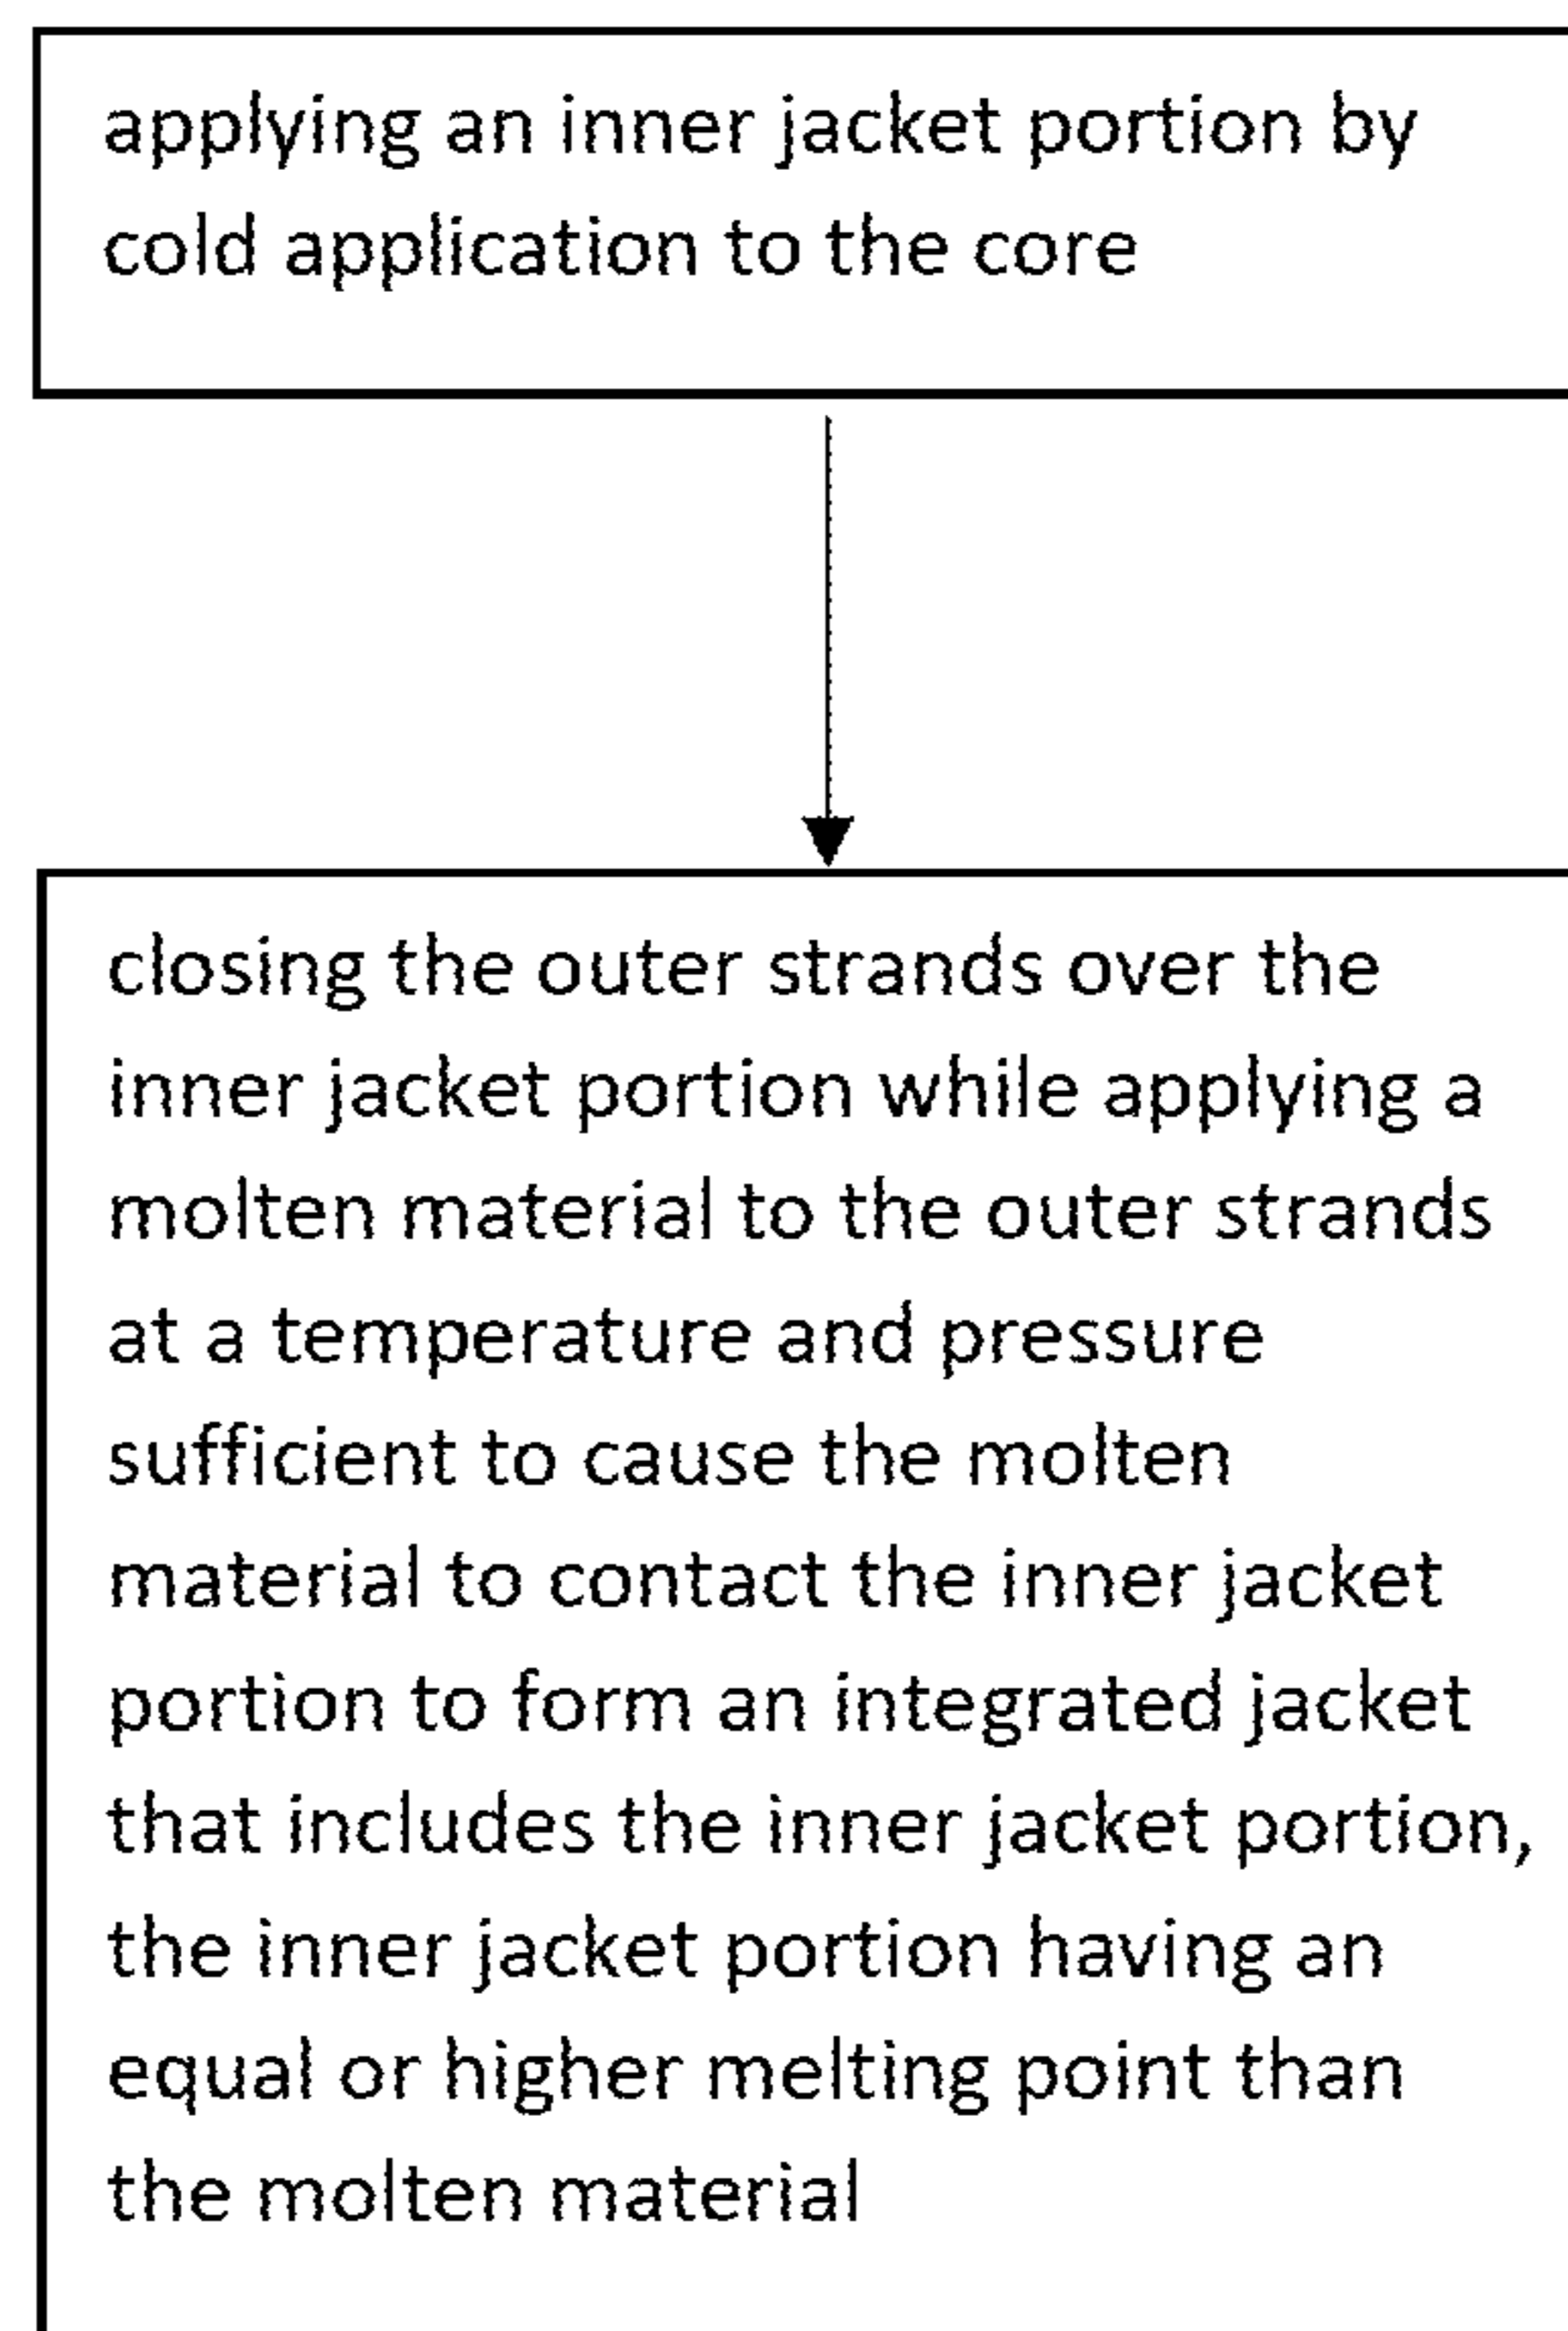 applying an inner jacket portion by
cold application to the core
closing the outer strands over the
inner jacket portion while applying a
molten material to the outer strands
at a temperature and pressure
sufficient to cause the molten
material to contact the inner jacket
portion to form an integrated jacket
that includes the inner jacket portion,
the inner jacket portion having an
equal or higher melting point than
the molten material